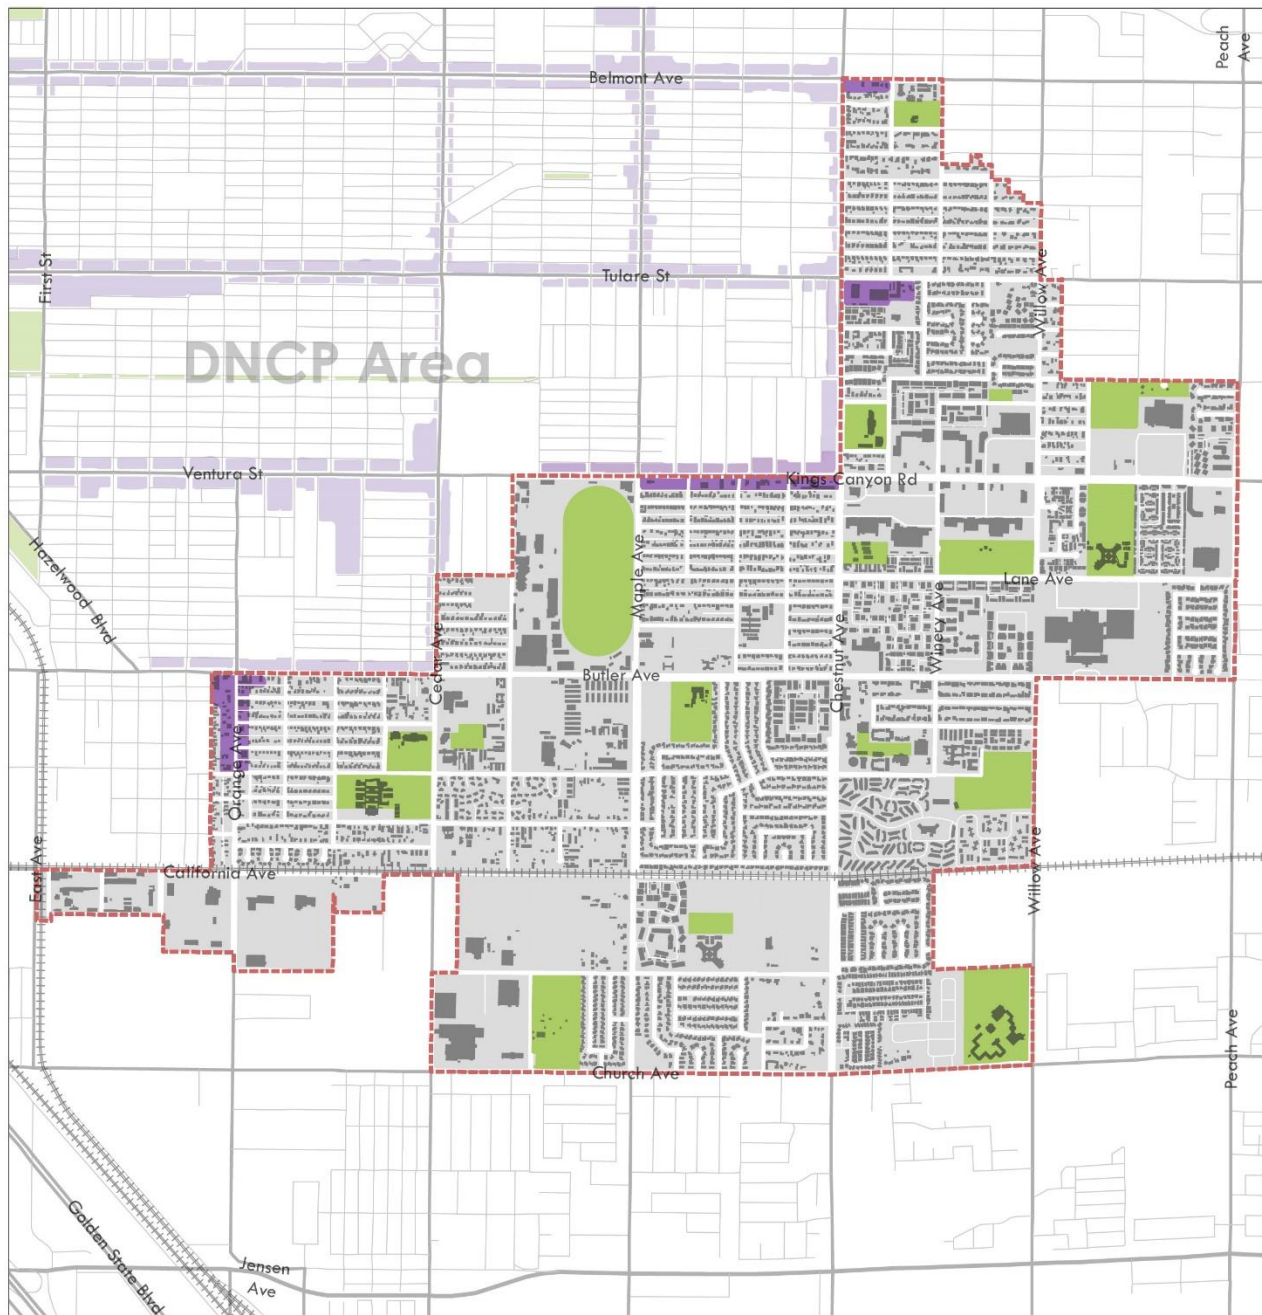 Peach
Ave
Belmont Ave
First St
Tulare St
Willow Ave
DNCP Area
Ventura St
Kings Canyon Rd
Hazelwood Blvd
Maple Ave
Lane Ave
Cedar Ave
Winery Ave
Chestnut Ave
Butler Ave
Orange Ave
East Ave
California Ave
Willow Ave
Church Ave
Peach Ave
Golden State Blvd
Jensen
Ave